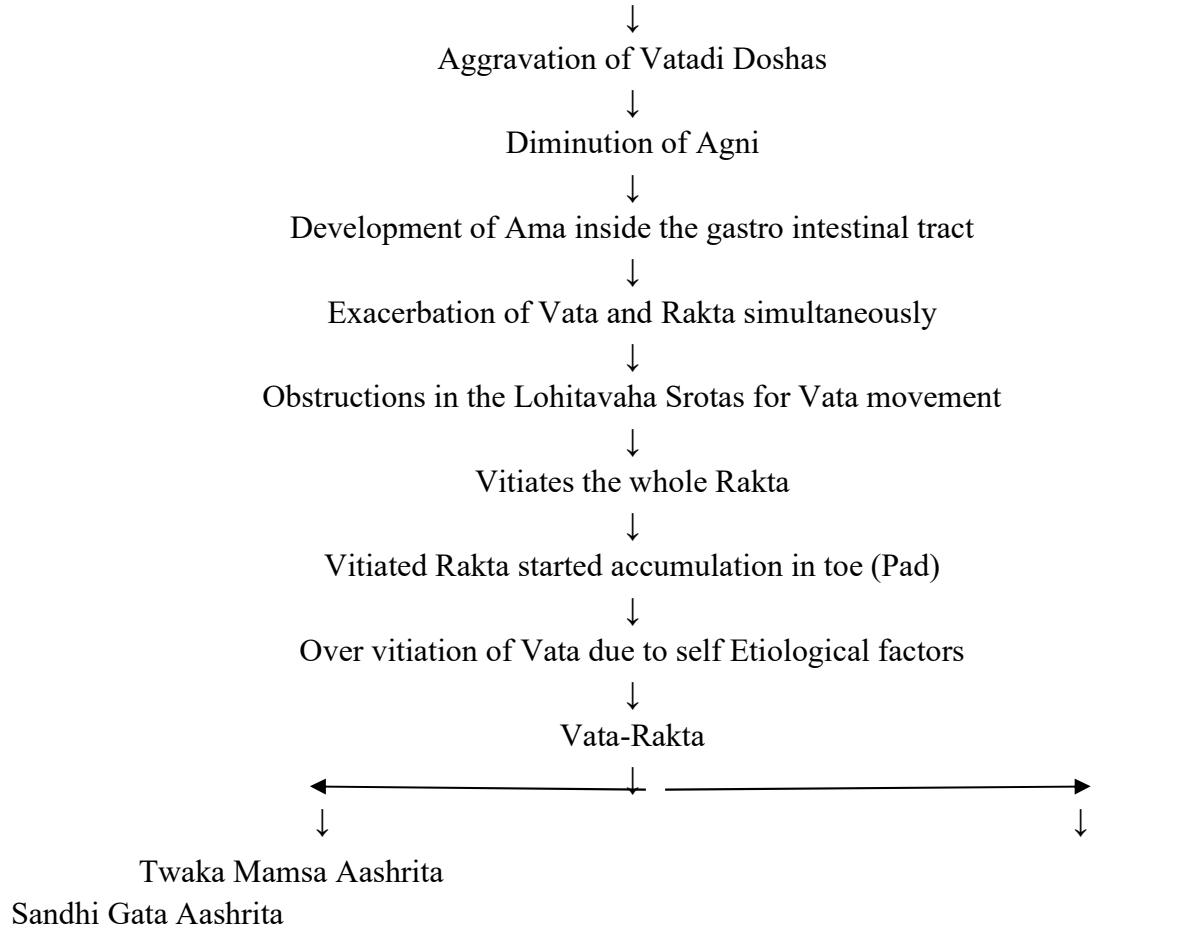 ↓
Aggravation of Vatadi Doshas
↓
Diminution of Agni
↓
Development of Ama inside the gastro intestinal tract
↓
Exacerbation of Vata and Rakta simultaneously
↓
Obstructions in the Lohitavaha Srotas for Vata movement
↓
Vitiates the whole Rakta
↓
Vitiated Rakta started accumulation in toe (Pad)
↓
Over vitiation of Vata due to self Etiological factors
↓
Vata-Rakta
↓
↓ ↓
Twaka Mamsa Aashrita
Sandhi Gata Aashrita